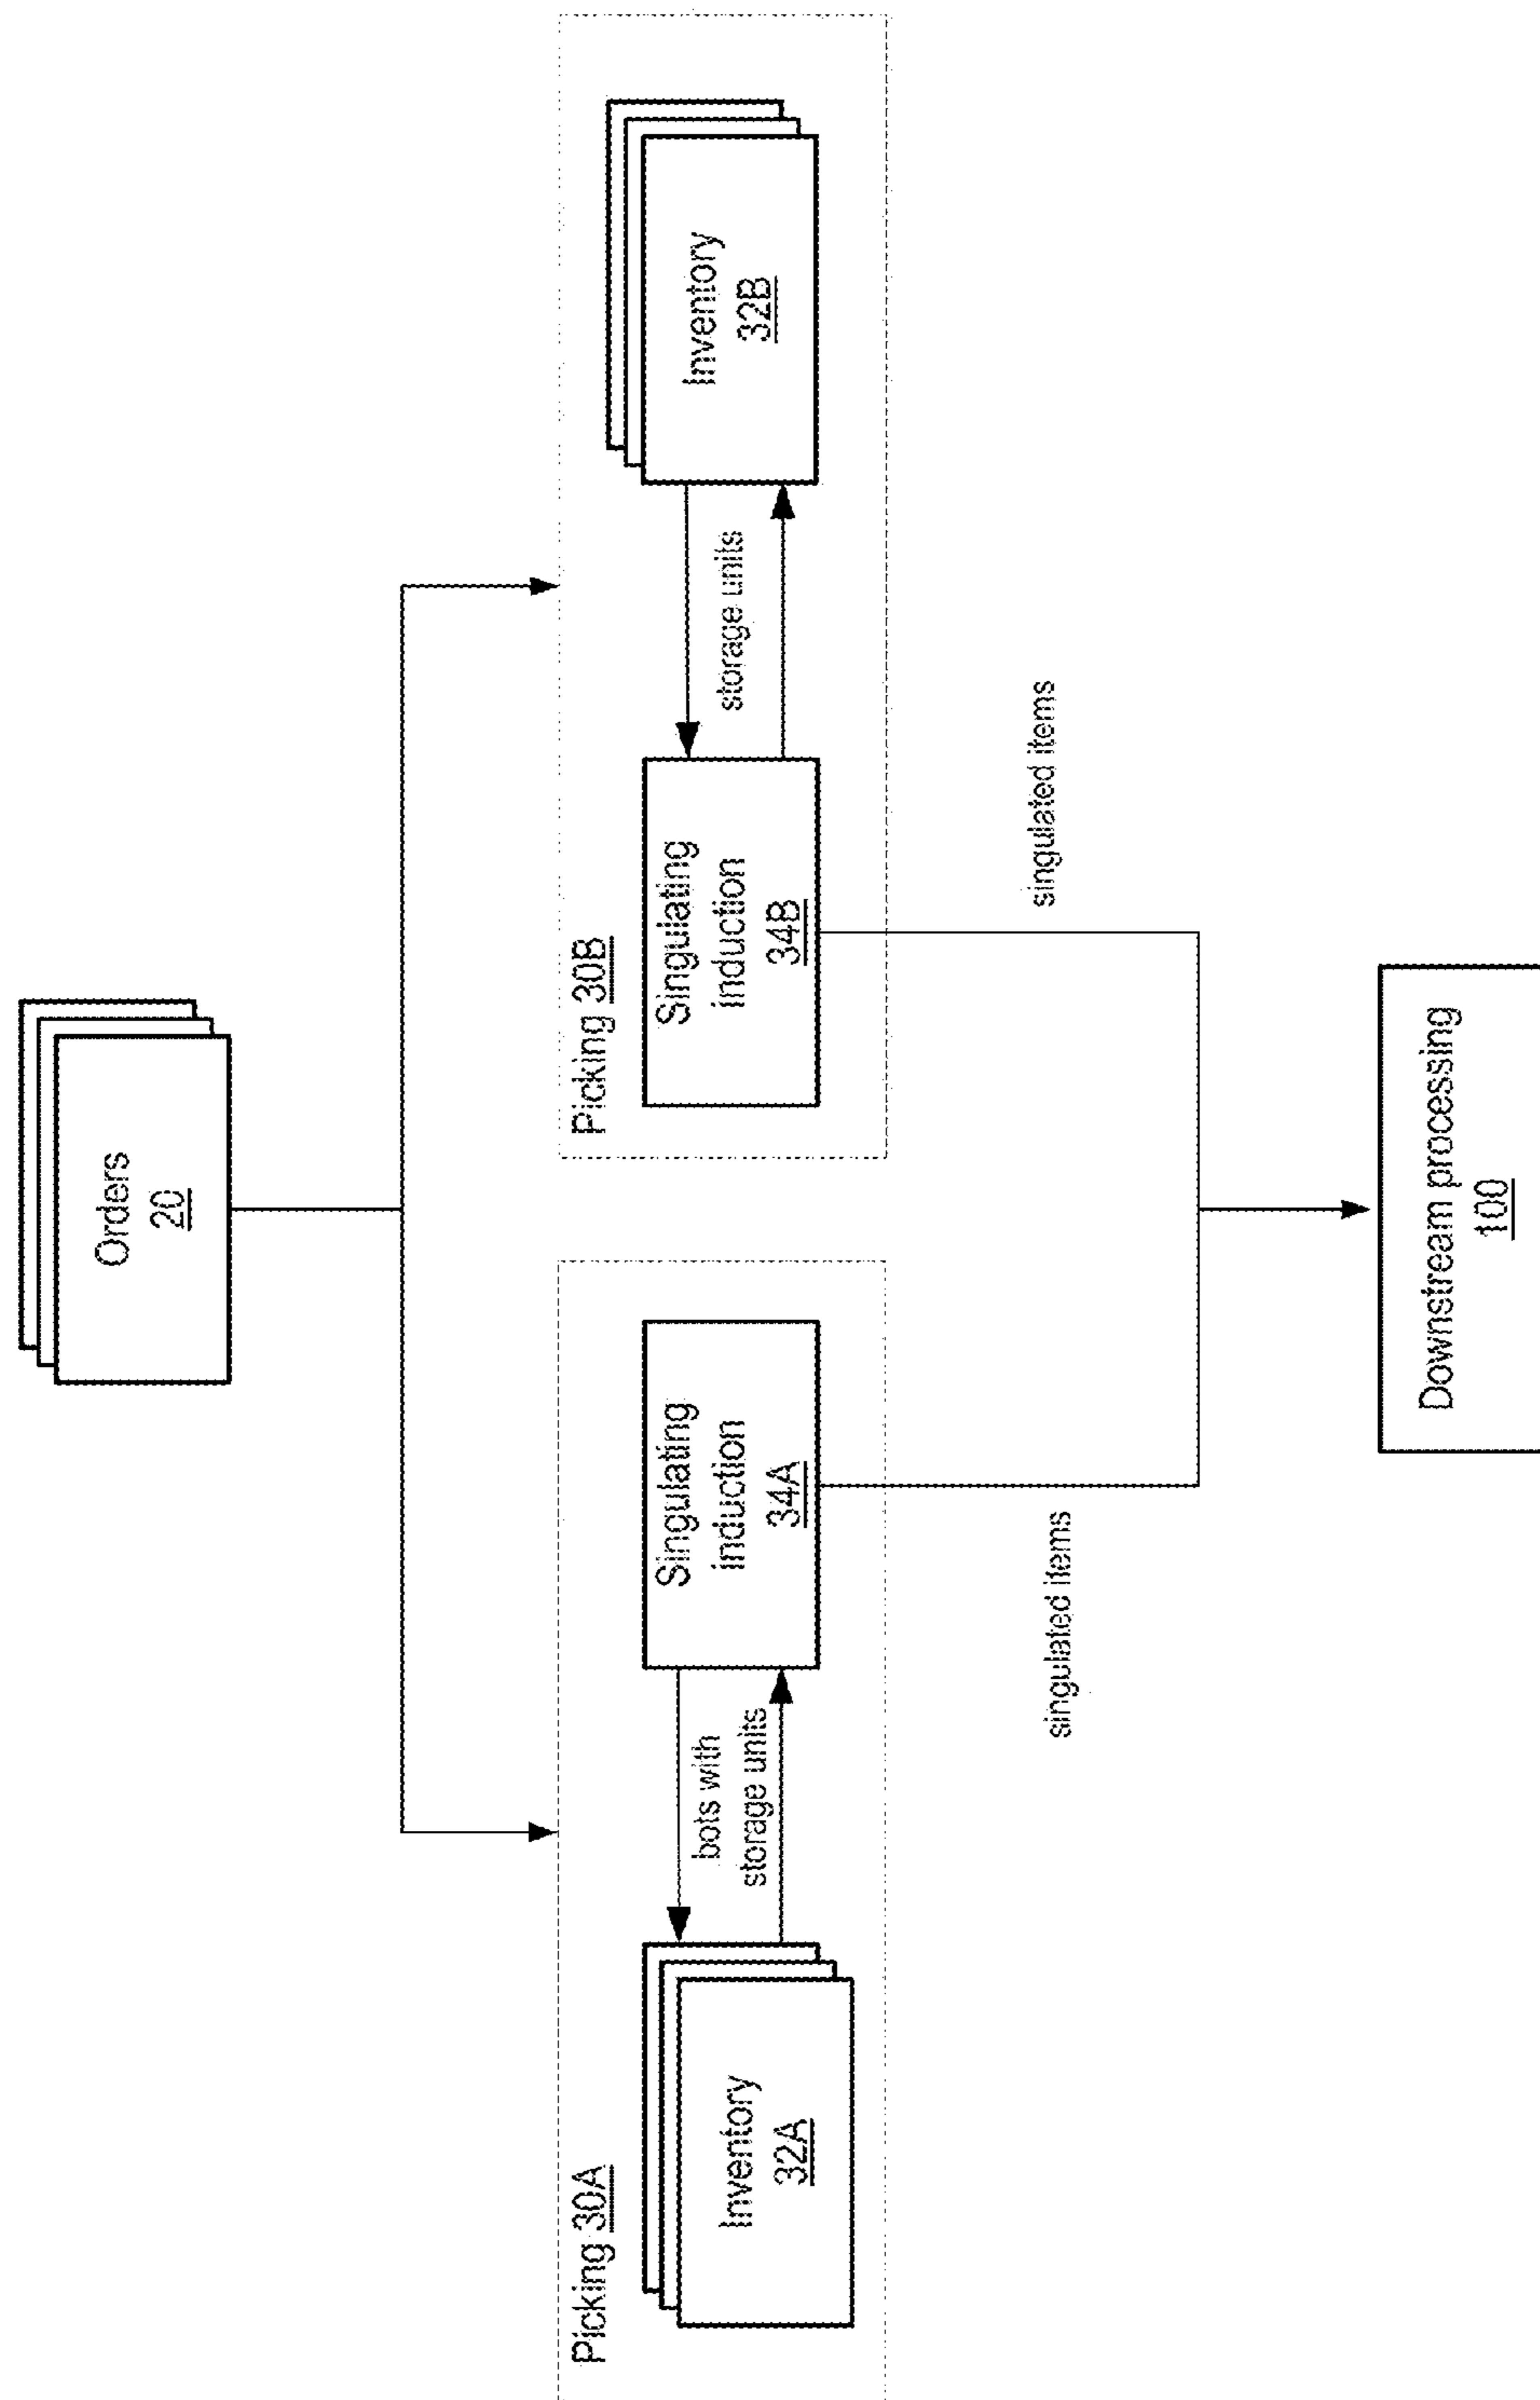 Orders
20
Picking 30A
Inventory
32A
bots with
storage units
Singulating
induction
34A
Picking 30B
Singulating
induction
34B
storage units
Inventory
32B
singulated items
singulated items
Downstream processing
100